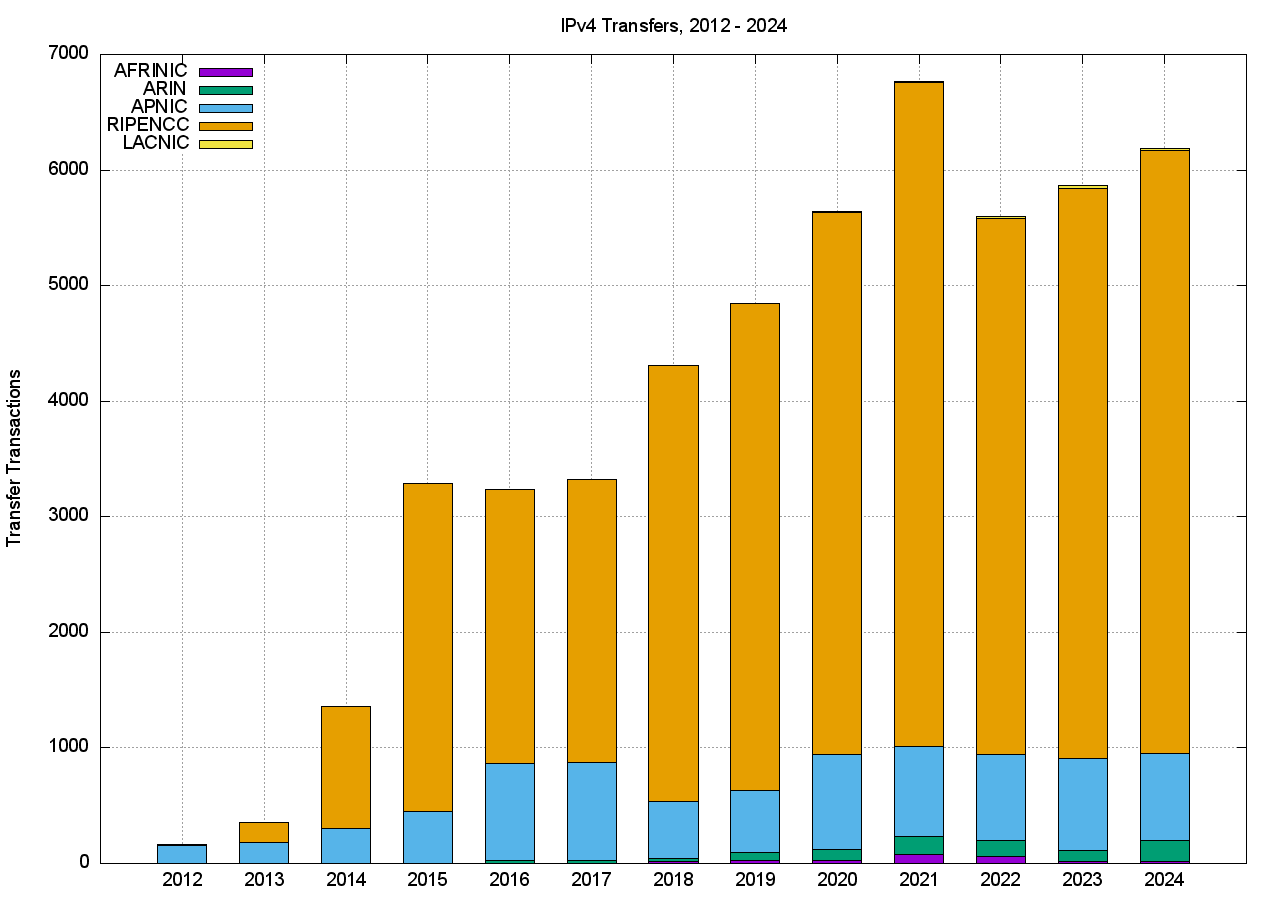 IPv4 Transfers, 2012 - 2024
7000
6000
5000
4000
3000
2000
1000
0
Transfer Transactions
AFRINIC
ARIN
APNIC
RIPENCC
LACNIC
2012 2013 2014 2015 2016 2017 2018 2019 2020 2021 2022 2023 2024